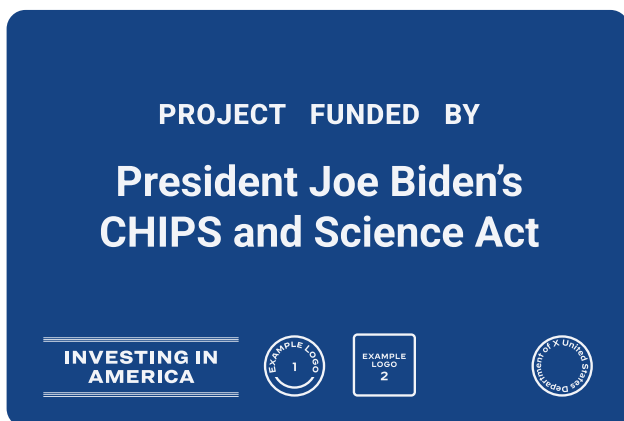 PROJECT FUNDED BY
President Joe Biden’s
CHIPS and Science Act
INVESTING IN
AMERICA
EXAMPLE LOGO
1
EXAMPLE
LOGO
2
Department of X United States